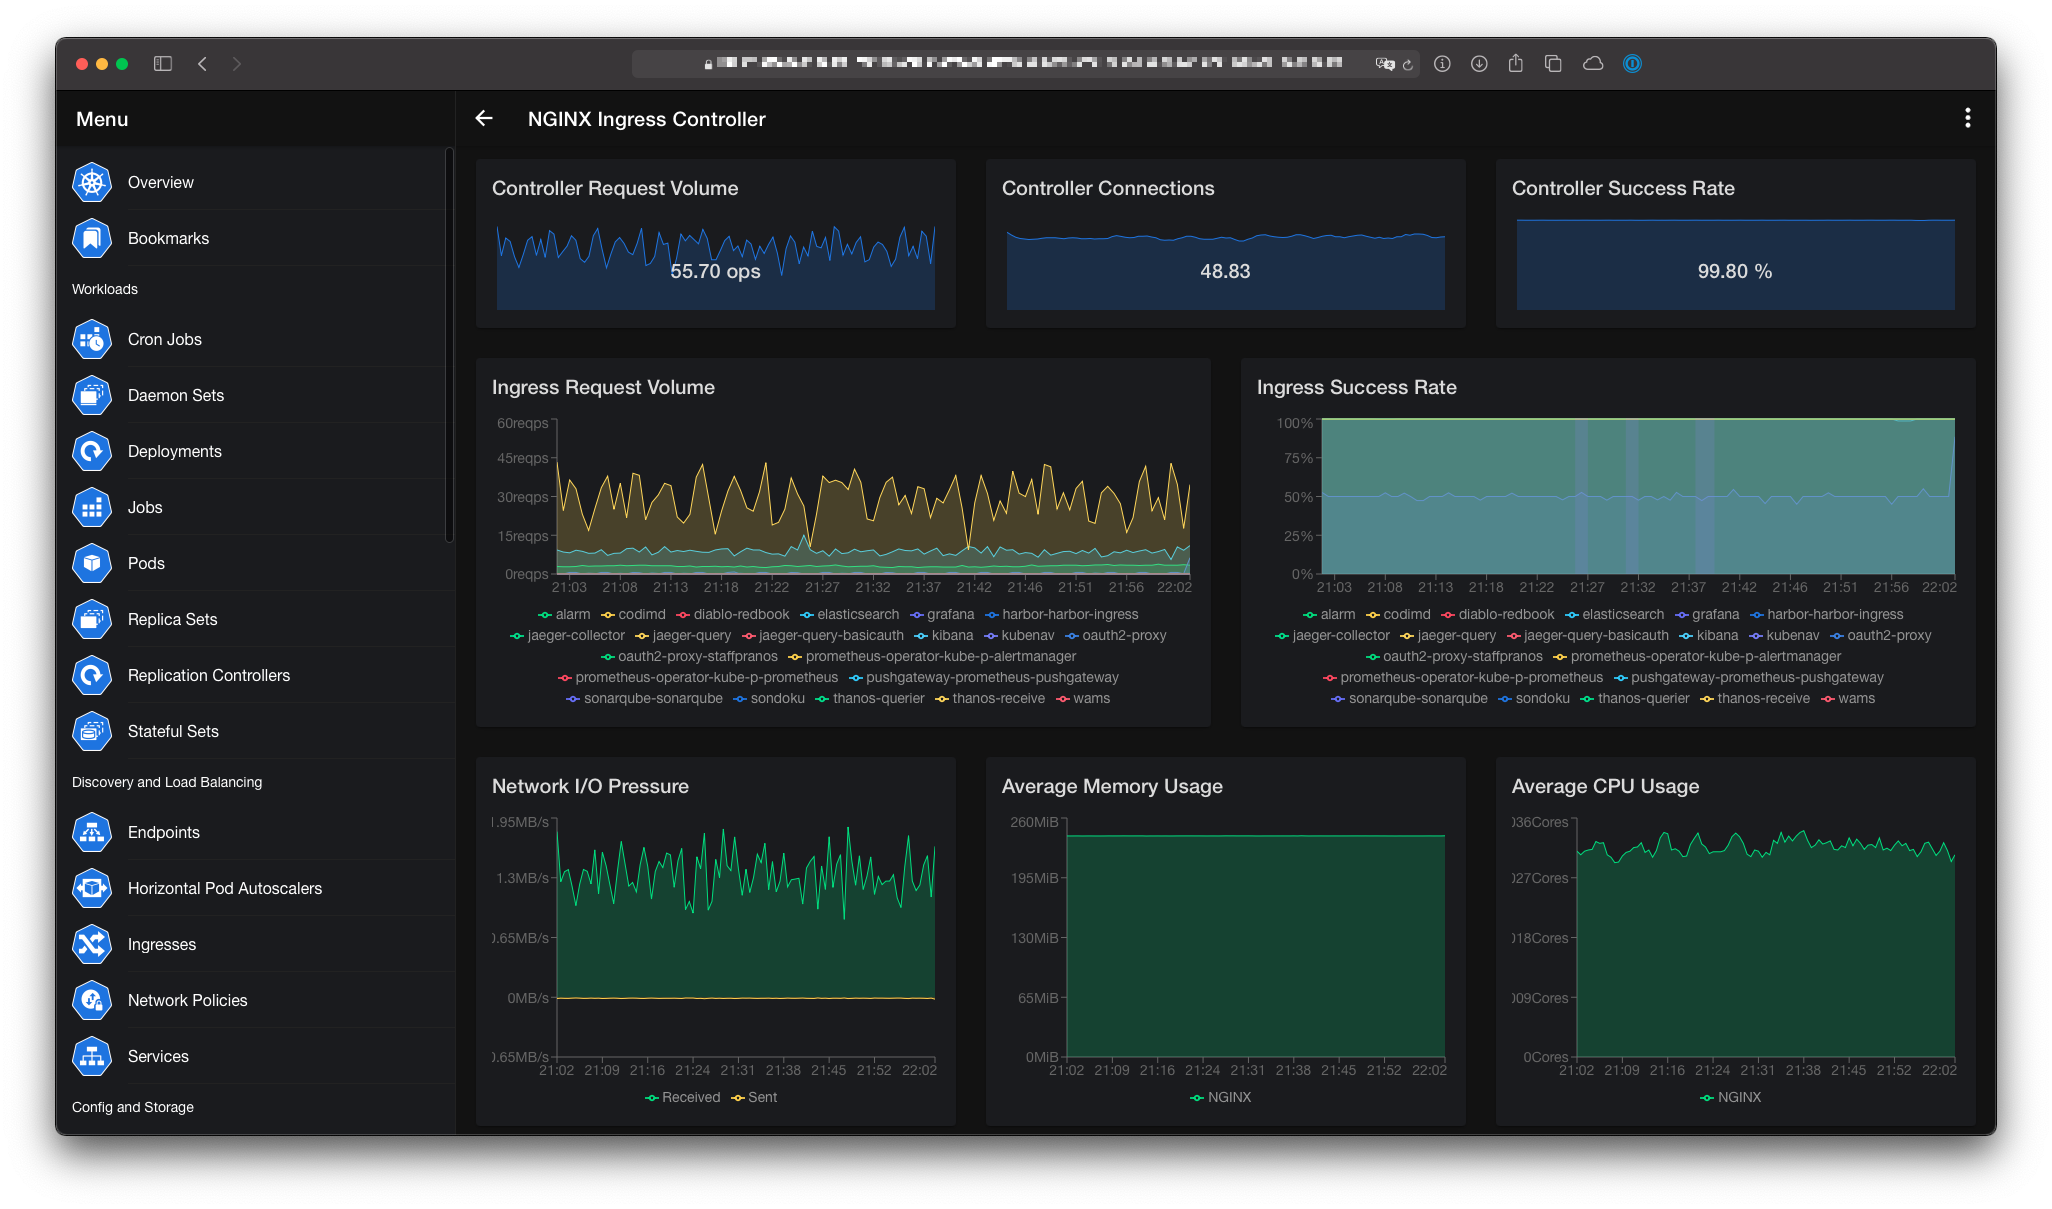 Menu
NGINX Ingress Controller
Overview
Bookmarks
Workloads
Cron Jobs
Daemon Sets
Deployments
Jobs
Pods
Replica Sets
Replication Controllers
Stateful Sets
Discovery and Load Balancing
Endpoints
Horizontal Pod Autoscalers
Ingresses
Network Policies
Services
Config and Storage
Controller Request Volume
55.70 ops
Controller Connections
48.83
Controller Success Rate
99.80 %
Ingress Request Volume
60reqps
45reqps
30reqps
15reqps
0reqps
21:03 21:08 21:13 21:18 21:22 21:27 21:32 21:37 21:42 21:46 21:51 21:56 22:02
alarm codimd diablo-redbook elasticsearch grafana harbor-harbor-ingress
jaeger-collector jaeger-query jaeger-query-basicauth kibana kubenav oauth2-proxy
oauth2-proxy-staffpranos prometheus-operator-kube-p-alertmanager
prometheus-operator-kube-p-prometheus pushgateway-prometheus-pushgateway
sonarqube-sonarqube sondoku thanos-querier thanos-receive wams
Ingress Success Rate
100%
75%
50%
25%
0%
21:03 21:08 21:13 21:18 21:22 21:27 21:32 21:37 21:42 21:46 21:51 21:56 22:02
alarm codimd diablo-redbook elasticsearch grafana harbor-harbor-ingress
jaeger-collector jaeger-query jaeger-query-basicauth kibana kubenav oauth2-proxy
oauth2-proxy-staffpranos prometheus-operator-kube-p-alertmanager
prometheus-operator-kube-p-prometheus pushgateway-prometheus-pushgateway
sonarqube-sonarqube sondoku thanos-querier thanos-receive wams
Network I/O Pressure
1.95MB/s
1.3MB/s
0.65MB/s
0MB/s
0.65MB/s
21:02 21:09 21:16 21:24 21:31 21:38 21:45 21:52 22:02
Received Sent
Average Memory Usage
260MiB
195MiB
130MiB
65MiB
0MiB
21:02 21:09 21:16 21:24 21:31 21:38 21:45 21:52 22:02
NGINX
Average CPU Usage
036Cores
027Cores
018Cores
009Cores
0Cores
21:02 21:09 21:16 21:24 21:31 21:38 21:45 21:52 22:02
NGINX